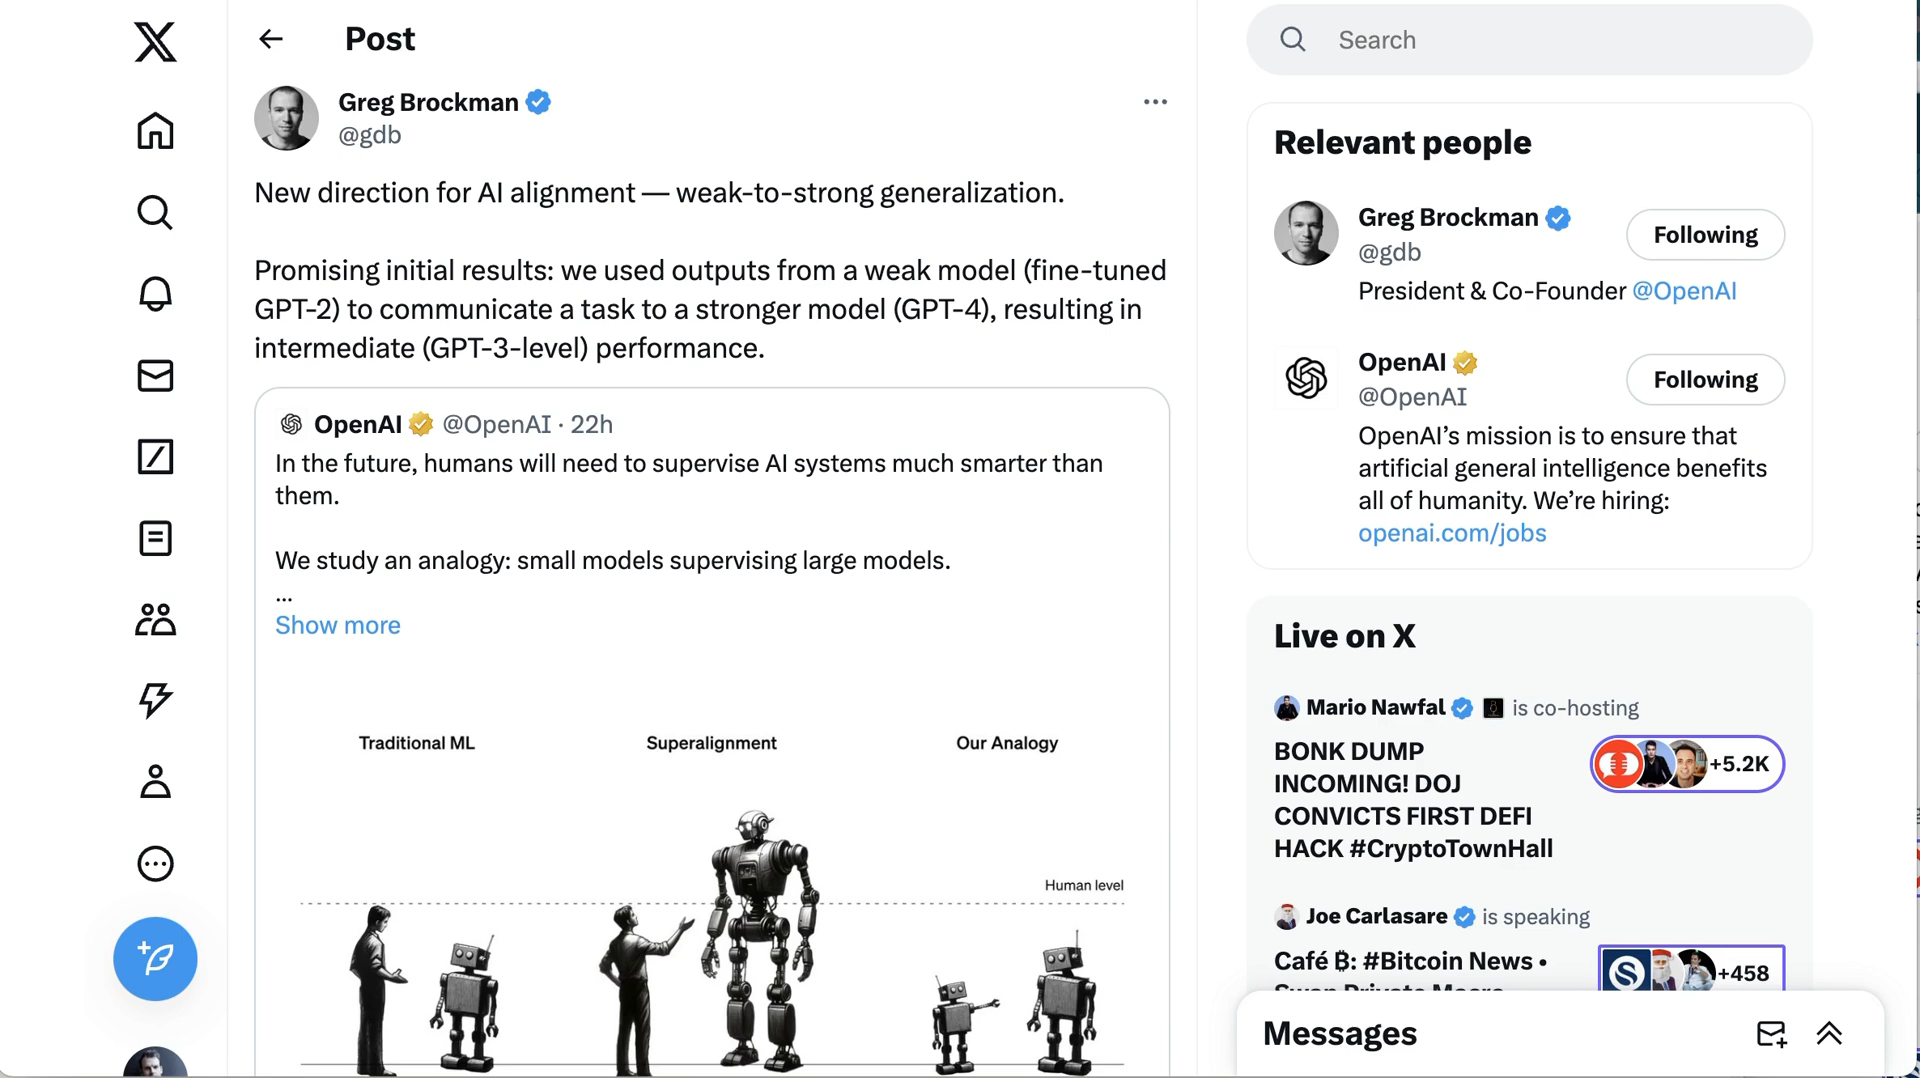 Post
Greg Brockman
@gdb
New direction for AI alignment — weak-to-strong generalization.
Promising initial results: we used outputs from a weak model (fine-tuned
GPT-2) to communicate a task to a stronger model (GPT-4), resulting in
intermediate (GPT-3-level) performance.
OpenAI @OpenAI · 22h
In the future, humans will need to supervise AI systems much smarter than
them.
We study an analogy: small models supervising large models.
...
Show more
Traditional ML
Superalignment
Our Analogy
Human level
Search
Relevant people
Greg Brockman
@gdb
Following
President & Co-Founder @OpenAI
OpenAI
@OpenAI
Following
OpenAI’s mission is to ensure that
artificial general intelligence benefits
all of humanity. We’re hiring:
openai.com/jobs
Live on X
Mario Nawfal is co-hosting
BONK DUMP
INCOMING! DOJ
CONVICTS FIRST DEFI
HACK #CryptoTownHall
+5.2K
Joe Carlasare is speaking
Café ₿: #Bitcoin News •
+458
Messages